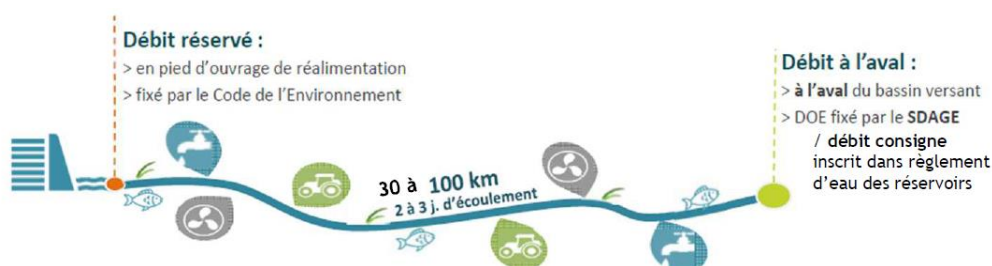 Débit réservé :
> en pied d'ouvrage de réalimentation
> fixé par le Code de l'Environnement
30 à 100 km
2 à 3 j. d'écoulement
Débit à l'aval :
> à l'aval du bassin versant
> DOE fixé par le SDAGE
/ débit consigne
inscrit dans règlement
d'eau des réservoirs